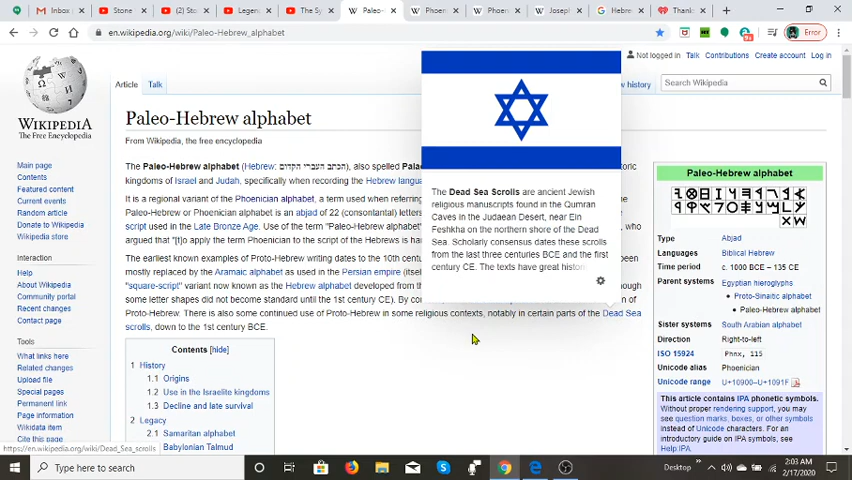 Inbox
Stone
(2) Sto
Legen
The Sy
Paleo-
Phoen
Phoen
Joseph
Hebre
Thank
en.wikipedia.org/wiki/Paleo-Hebrew_alphabet
9+
Error
Not logged in Talk Contributions Create account Log in
Article Talk
w history
Search Wikipedia
WIKIPEDIA
The Free Encyclopedia
Main page
Contents
Featured content
Current events
Random article
Donate to Wikipedia
Wikipedia store
Interaction
Help
About Wikipedia
Community portal
Recent changes
Contact page
Tools
What links here
Related changes
Upload file
Special pages
Permanent link
Page information
Wikidata item
Cite this page
Paleo-Hebrew alphabet
From Wikipedia, the free encyclopedia
The Paleo-Hebrew alphabet (Hebrew: הכתב העברי הקדום), also spelled Palae
kingdoms of Israel and Judah, specifically when recording the Hebrew langu
It is a regional variant of the Phoenician alphabet, a term used when referring
Paleo-Hebrew or Phoenician alphabet is an abjad of 22 (consontantal) letters
script used in the Late Bronze Age. Use of the term "Paleo-Hebrew alphabet"
who argued that "[t]o apply the term Phoenician to the script of the Hebrews is ha
The earliest known examples of Proto-Hebrew writing dates to the 10th centu
mostly replaced by the Aramaic alphabet as used in the Persian empire (itsel
"square-script" variant now known as the Hebrew alphabet developed
some letter shapes did not become standard until the 1st century CE). By co
Proto-Hebrew. There is also some continued use of Proto-Hebrew in some religious contexts, notably in certain parts of the Dead Sea
scrolls, down to the 1st century BCE.
Contents [hide]
1 History
1.1 Origins
1.2 Use in the Israelite kingdoms
1.3 Decline and late survival
2 Legacy
2.1 Samaritan alphabet
Babylonian Talmud
The Dead Sea Scrolls are ancient Jewish
religious manuscripts found in the Qumran
Caves in the Judaean Desert, near Ein
Feshkha on the northern shore of the Dead
Sea. Scholarly consensus dates these scrolls
from the last three centuries BCE and the first
century CE. The texts have great histori
Paleo-Hebrew alphabet
Type Abjad
Languages Biblical Hebrew
Time period c. 1000 BCE – 135 CE
Parent systems Egyptian hieroglyphs
• Proto-Sinaitic alphabet
• Paleo-Hebrew alphabet
Sister systems South Arabian alphabet
Direction Right-to-left
ISO 15924 Phnx, 115
Unicode alias Phoenician
Unicode range U+10900–U+1091F
This article contains IPA phonetic symbols.
Without proper rendering support, you may
see question marks, boxes, or other symbols
instead of Unicode characters. For an
introductory guide on IPA symbols, see
Help:IPA.
https://en.wikipedia.org/wiki/Dead_Sea_scrolls
Type here to search
Desktop
2:03 AM
2/17/2020